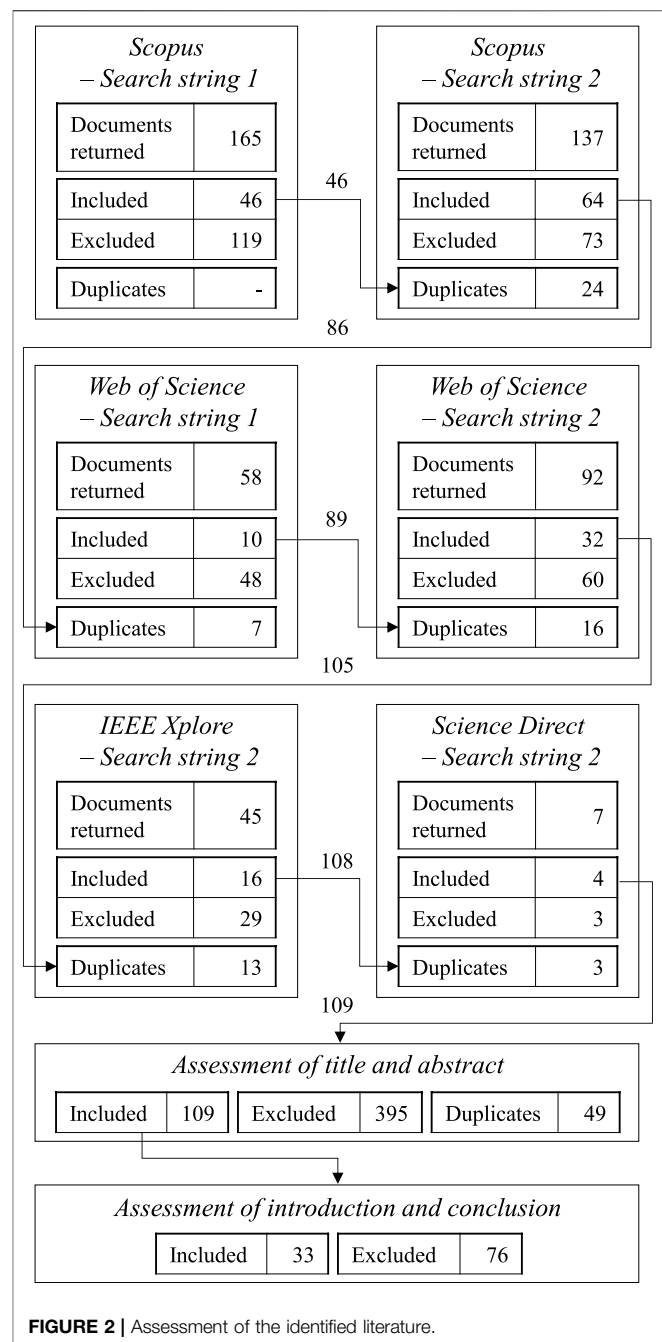 Scopus
– Search string 1
Documents
returned
165
Included 46
Excluded 119
Duplicates -
46
Scopus
– Search string 2
Documents
returned
137
Included 64
Excluded 73
Duplicates 24
86
Web of Science
– Search string 1
Documents
returned
58
Included 10
Excluded 48
Duplicates 7
89
Web of Science
– Search string 2
Documents
returned
92
Included 32
Excluded 60
Duplicates 16
105
IEEE Xplore
– Search string 2
Documents
returned
45
Included 16
Excluded 29
Duplicates 13
108
Science Direct
– Search string 2
Documents
returned
7
Included 4
Excluded 3
Duplicates 3
109
Assessment of title and abstract
Included 109 Excluded 395 Duplicates 49
Assessment of introduction and conclusion
Included 33 Excluded 76
FIGURE 2 | Assessment of the identified literature.